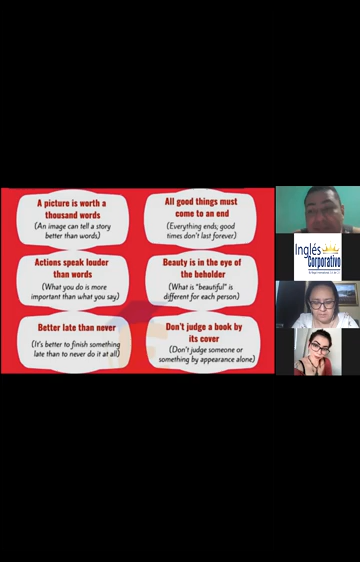 A picture is worth a
thousand words
(An image can tell a story
better than words)
All good things must
come to an end
(Everything ends; good
times don't last forever)
Actions speak louder
than words
(What you do is more
important than what you say)
Beauty is in the eye of
the beholder
(What is "beautiful" is
different for each person)
Better late than never
(It's better to finish something
late than to never do it at all)
Don't judge a book by
its cover
(Don't judge someone or
something by appearance alone)
Inglés
Corporativo